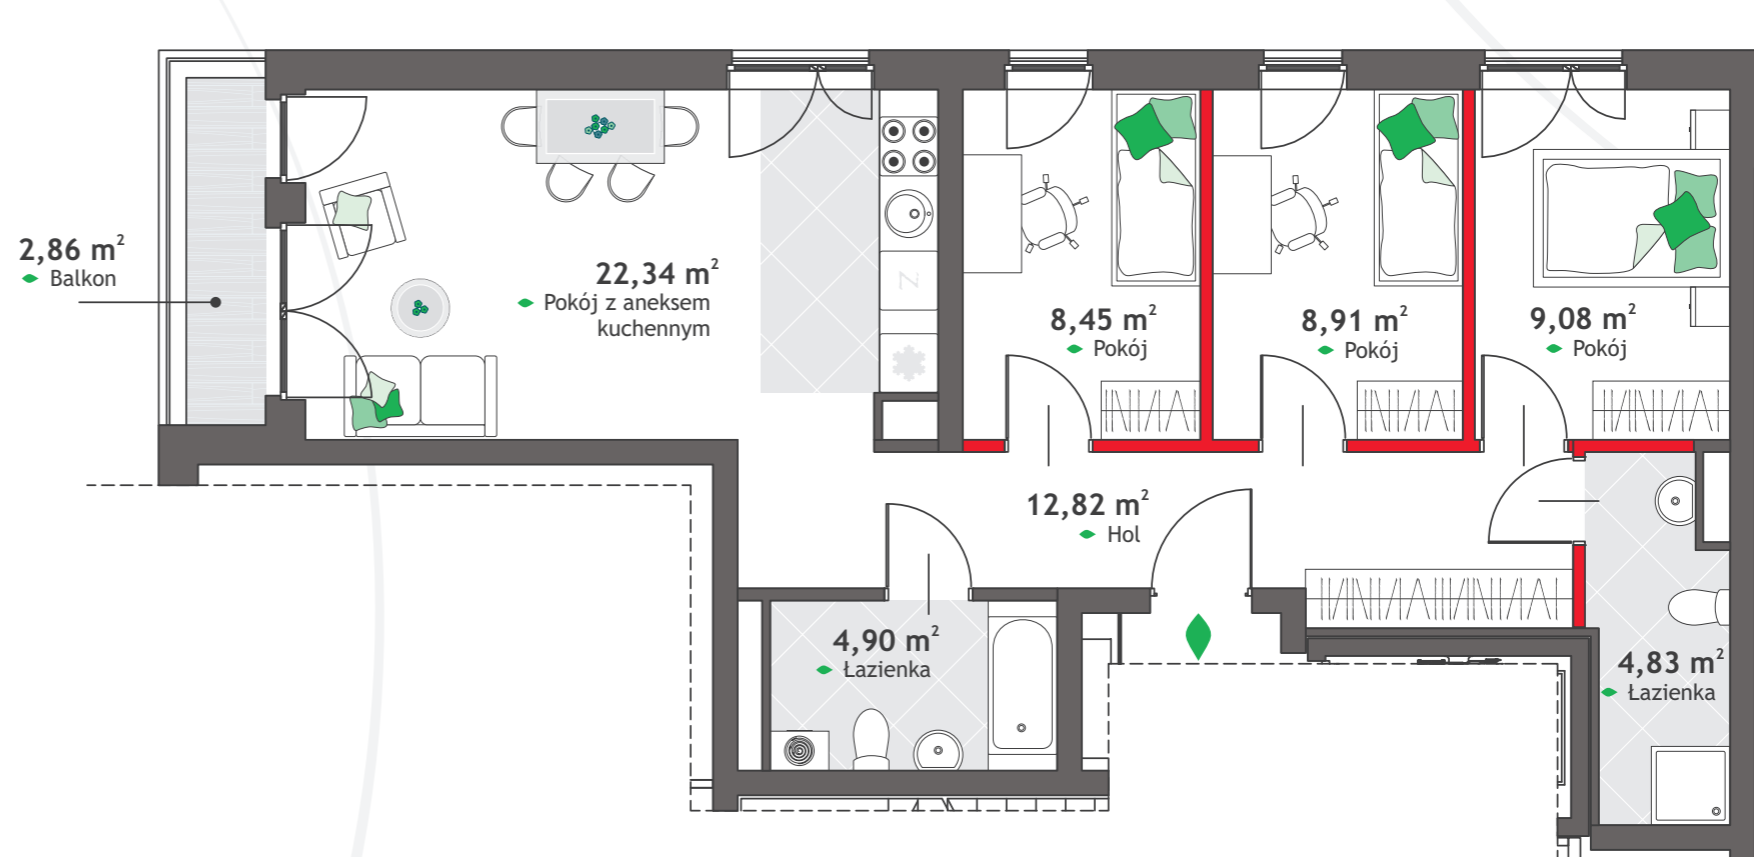 2,86 m²
Balkon
22,34 m²
Pokój z aneksem
kuchennym
Z
8,45 m²
Pokój
8,91 m²
Pokój
9,08 m²
Pokój
12,82 m²
Hol
4,90 m²
Łazienka
4,83 m²
Łazienka